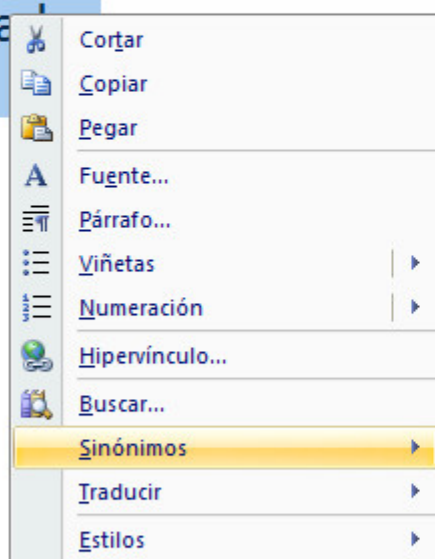 Cortar
Copiar
Pegar
Fuente...
Párrafo...
Viñetas
Numeración
Hipervínculo...
Buscar...
Sinónimos
Traducir
Estilos